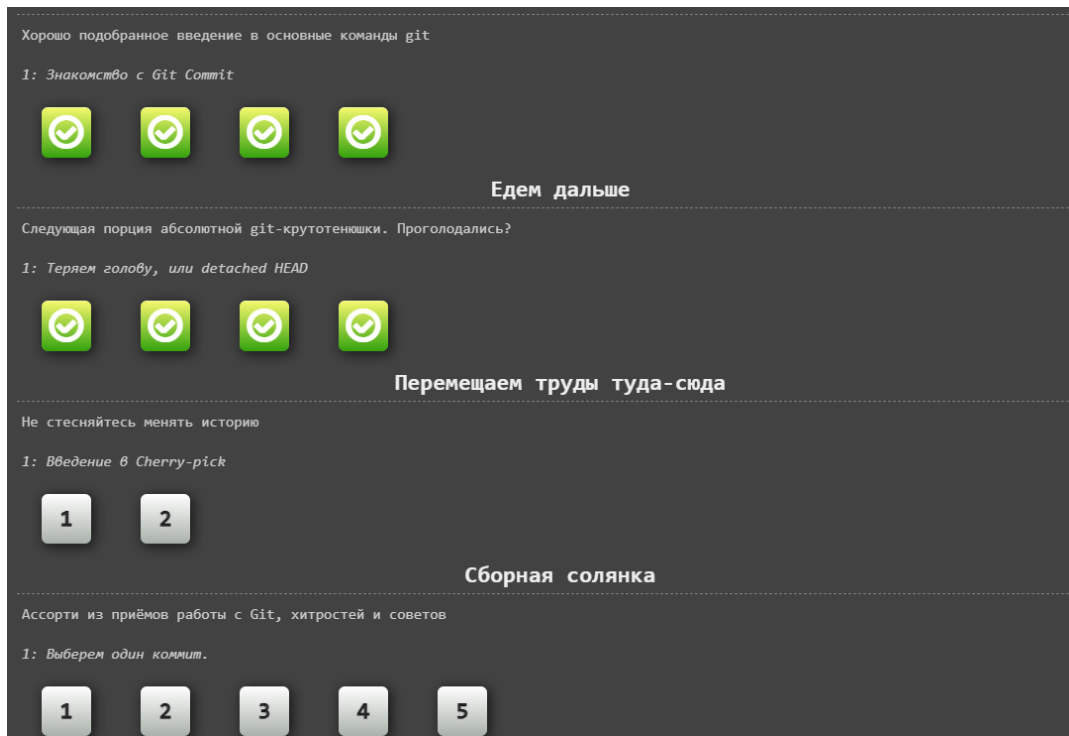 Хорошо подобранное введение в основные команды git
1: Знакомство с Git Commit
Едем дальше
Следующая порция абсолютной git-крутотенюшки. Проголодались?
1: Теряем голову, или detached HEAD
Перемещаем труды туда-сюда
Не стесняйтесь менять историю
1: Введение в Cherry-pick
1 2
Сборная солянка
Ассорти из приёмов работы с Git, хитростей и советов
1: Выберем один коммит.
1 2 3 4 5